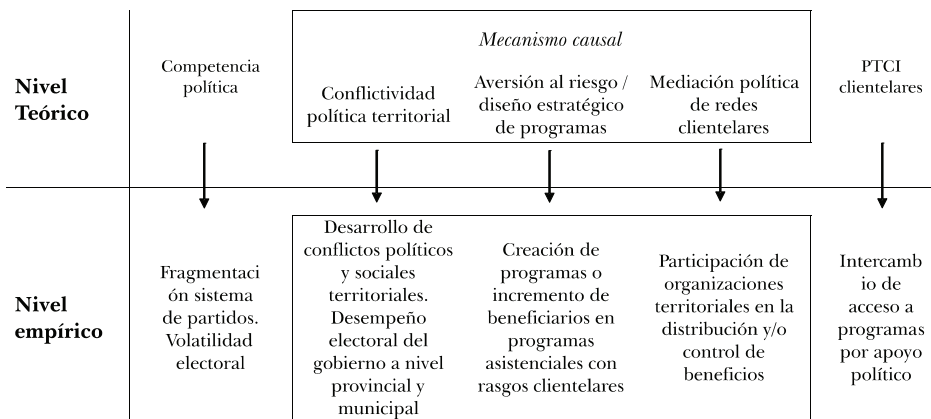 Mecanismo causal
Nivel
Teórico
Competencia
política
Conflictividad
política territorial
Aversión al riesgo /
diseño estratégico
de programas
Mediación política
de redes
clientelares
PTCI
clientelares
Nivel
empírico
Fragmentaci
ón sistema
de partidos.
Volatilidad
electoral
Desarrollo de
conflictos políticos
y sociales
territoriales.
Desempeño
electoral del
gobierno a nivel
provincial y
municipal
Creación de
programas o
incremento de
beneficiarios en
programas
asistenciales con
rasgos clientelares
Participación de
organizaciones
territoriales en la
distribución y/o
control de
beneficios
Intercamb
io de
acceso a
programas
por apoyo
político